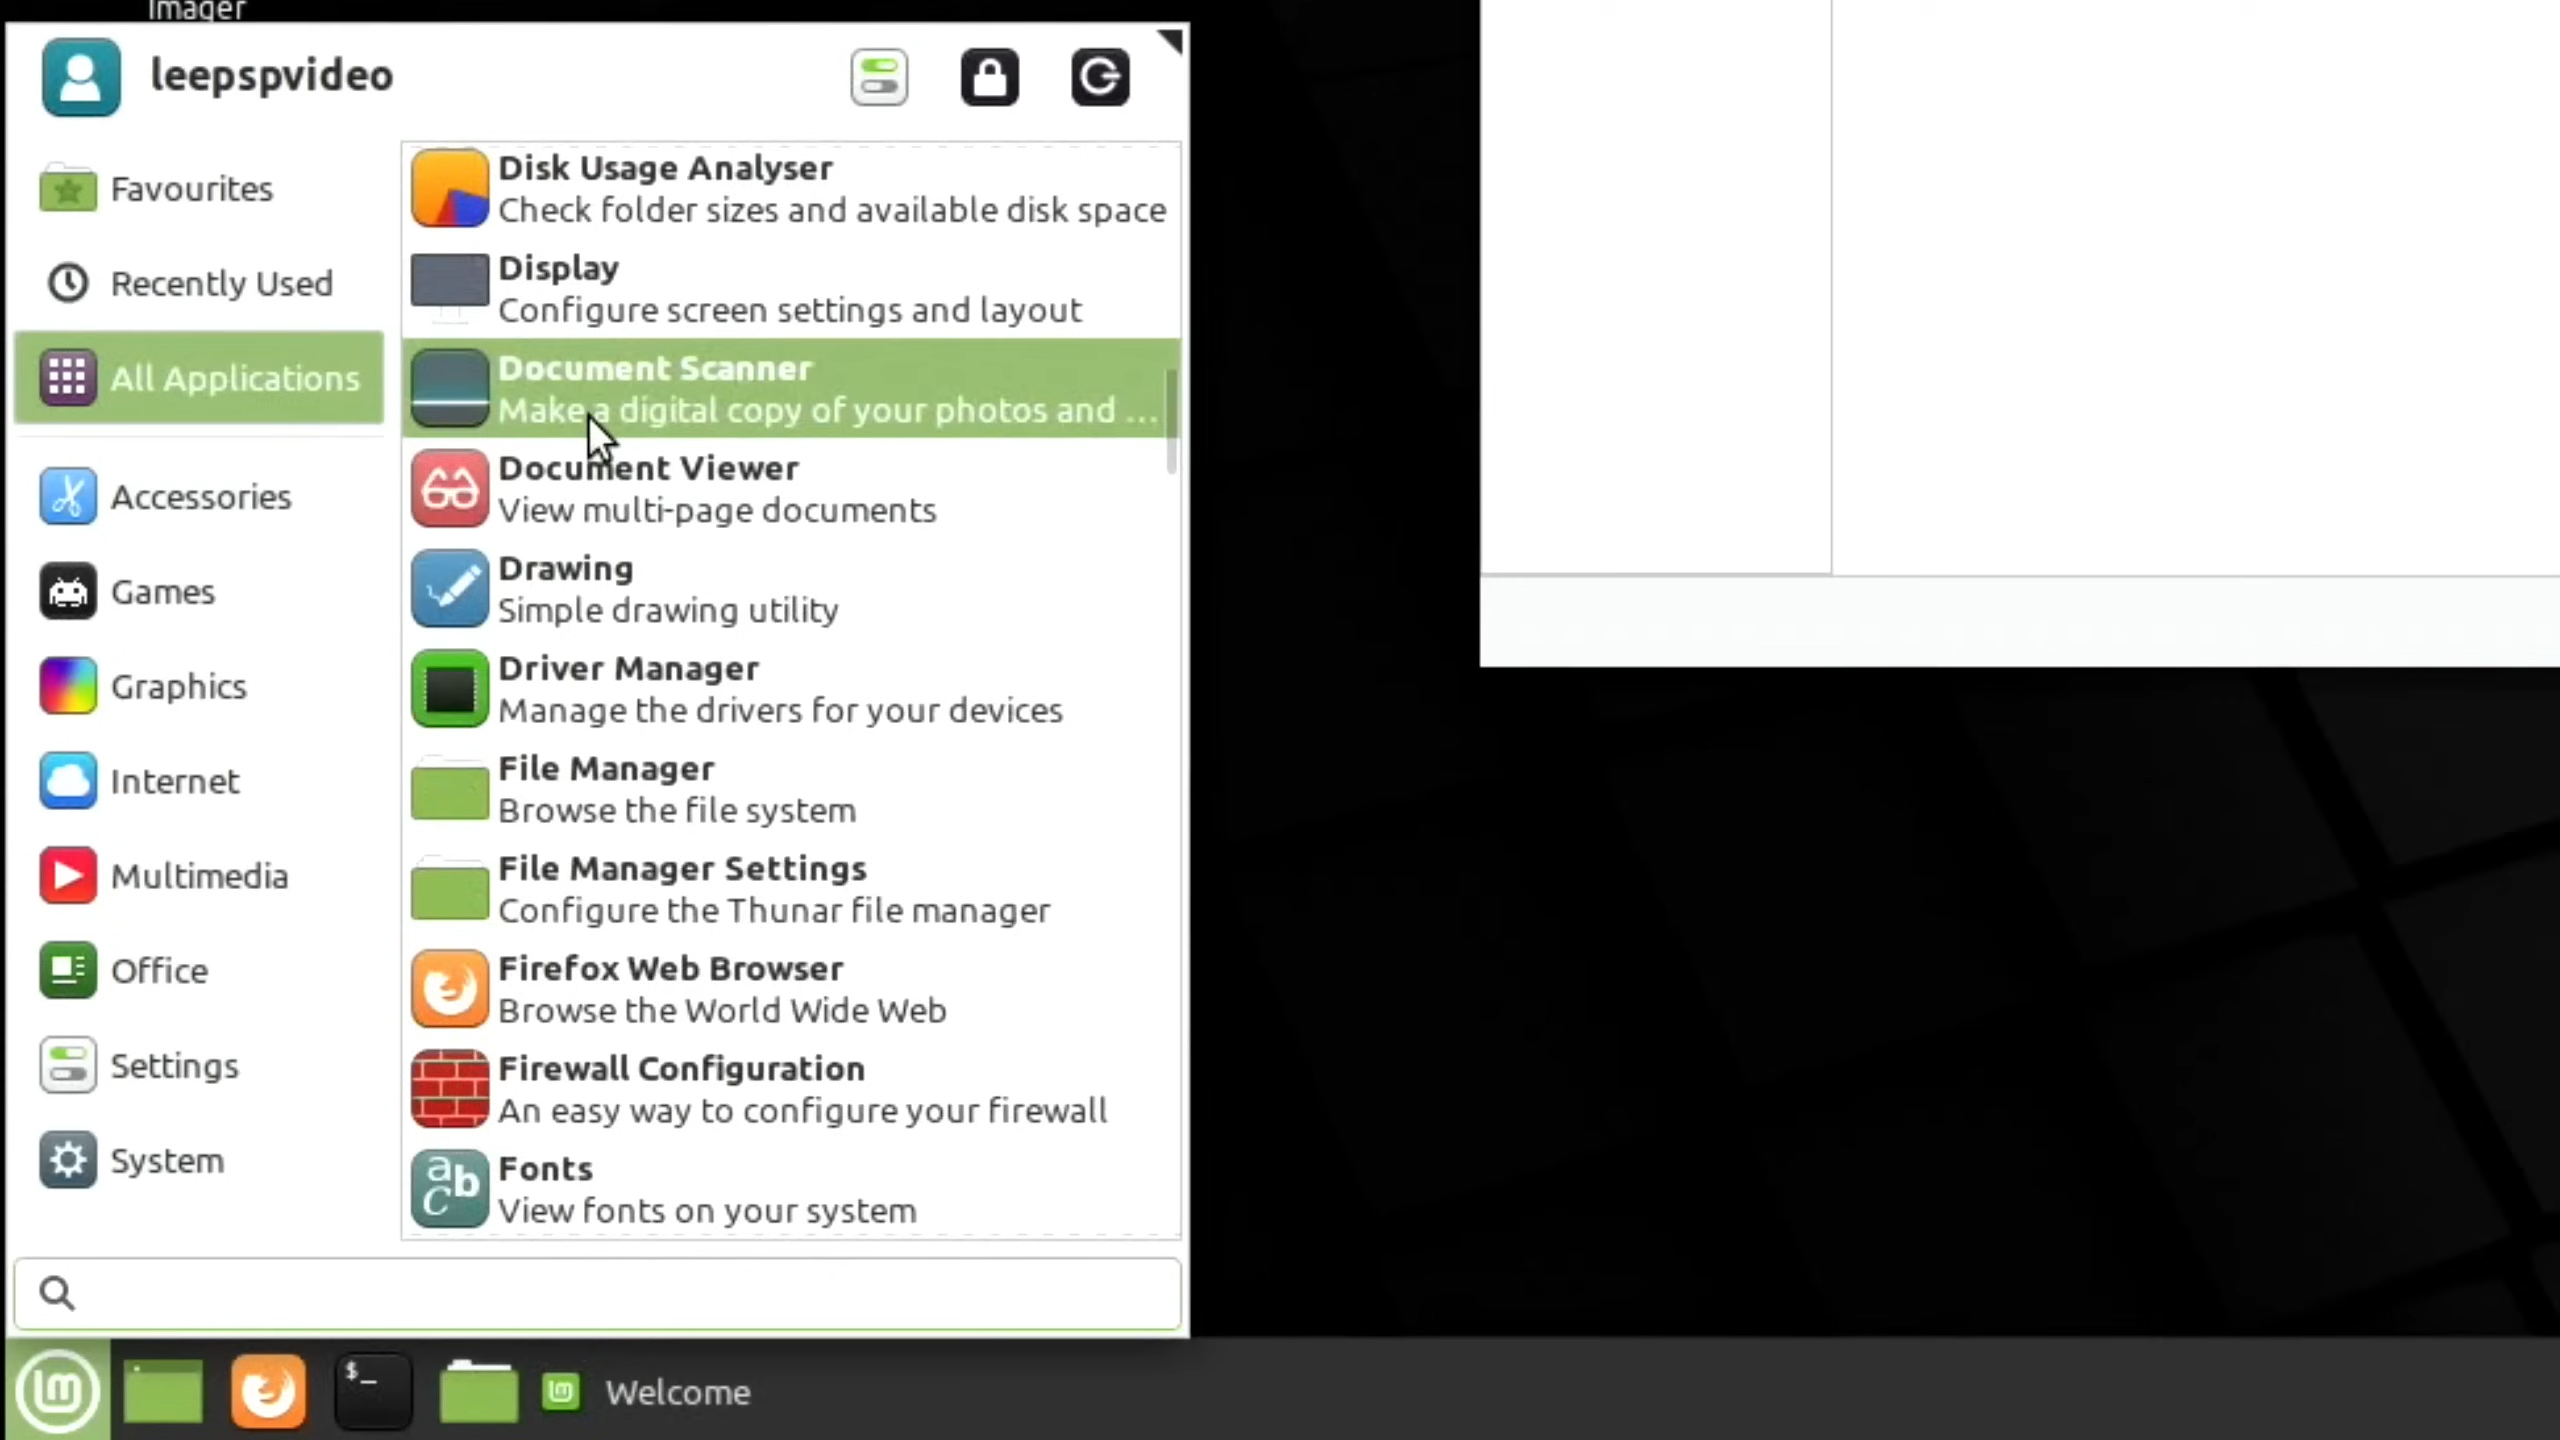 Imager
leepspvideo
Favourites
Recently Used
All Applications
Accessories
Games
Graphics
Internet
Multimedia
Office
Settings
System
Disk Usage Analyser
Check folder sizes and available disk space
Display
Configure screen settings and layout
Document Scanner
Make a digital copy of your photos and ...
Document Viewer
View multi-page documents
Drawing
Simple drawing utility
Driver Manager
Manage the drivers for your devices
File Manager
Browse the file system
File Manager Settings
Configure the Thunar file manager
Firefox Web Browser
Browse the World Wide Web
Firewall Configuration
An easy way to configure your firewall
abc
Fonts
View fonts on your system
$_
Welcome